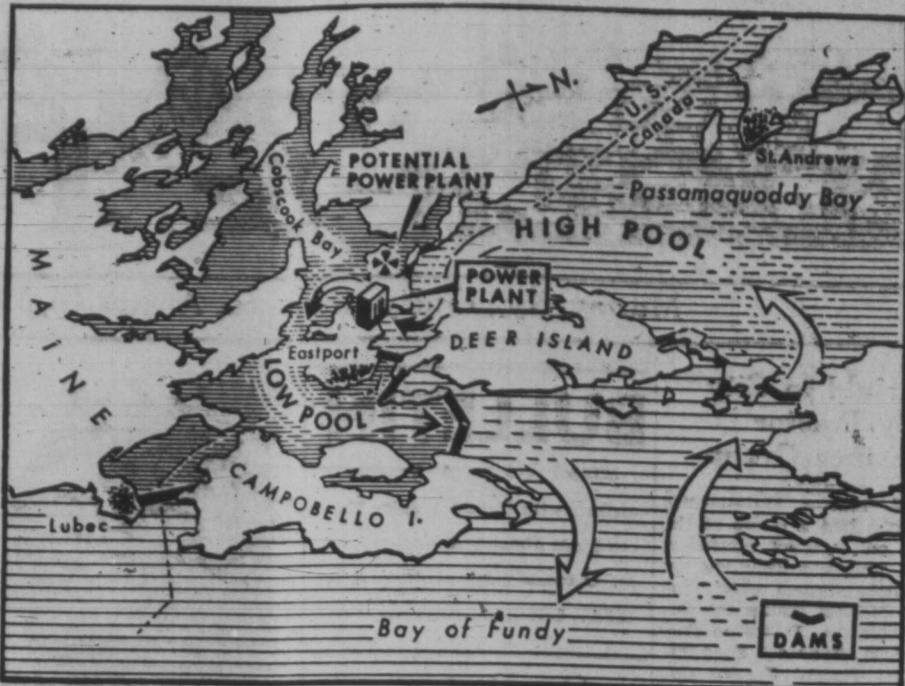 N.
U.S.
Canada
St. Andrews
POTENTIAL
POWER PLANT
Cobscook Bay
Passamaquoddy Bay
HIGH POOL
POWER
PLANT
MAINE
DEER ISLAND
Eastport
LOW POOL
CAMPOBELLO I.
Lubec
Bay of Fundy
DAMS